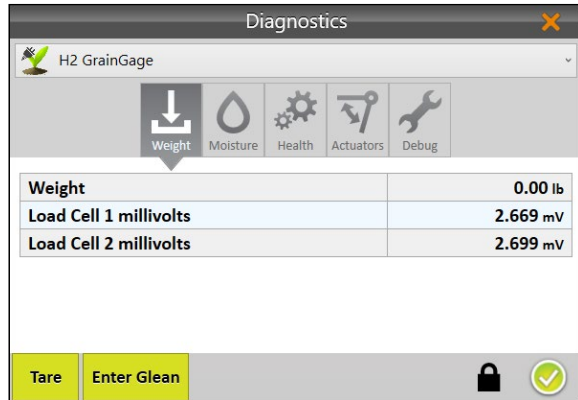 Diagnostics
H2 GrainGage
Weight Moisture Health Actuators Debug
Weight 0.00 lb
Load Cell 1 millivolts 2.669 mV
Load Cell 2 millivolts 2.699 mV
Tare Enter Glean